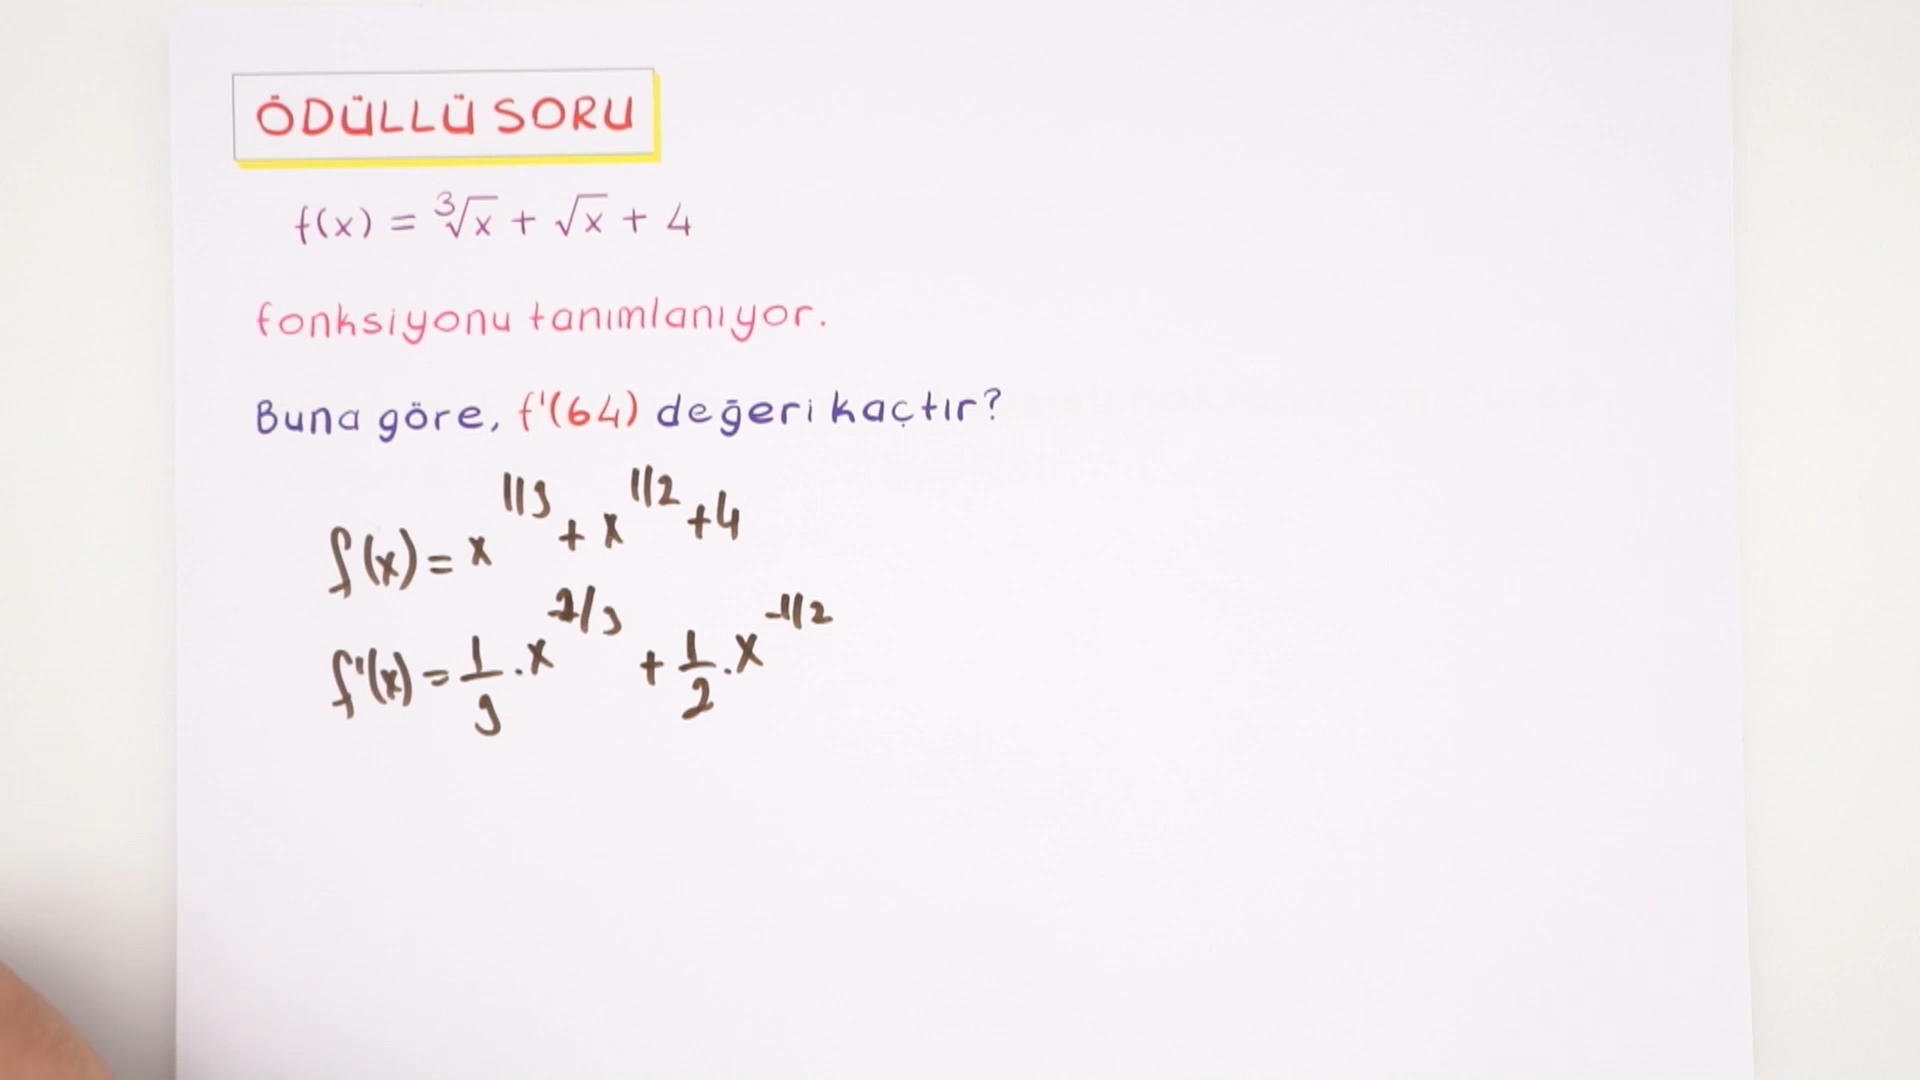 ÖDÜLLÜ SORU
f(x) = ³√x + √x + 4
fonksiyonu tanımlanıyor.
Buna göre, f'(64) değeri kaçtır?
f(x) = x^1/3 + x^1/2 + 4
f'(x) = 1/3 . x^-2/3 + 1/2 . x^-1/2